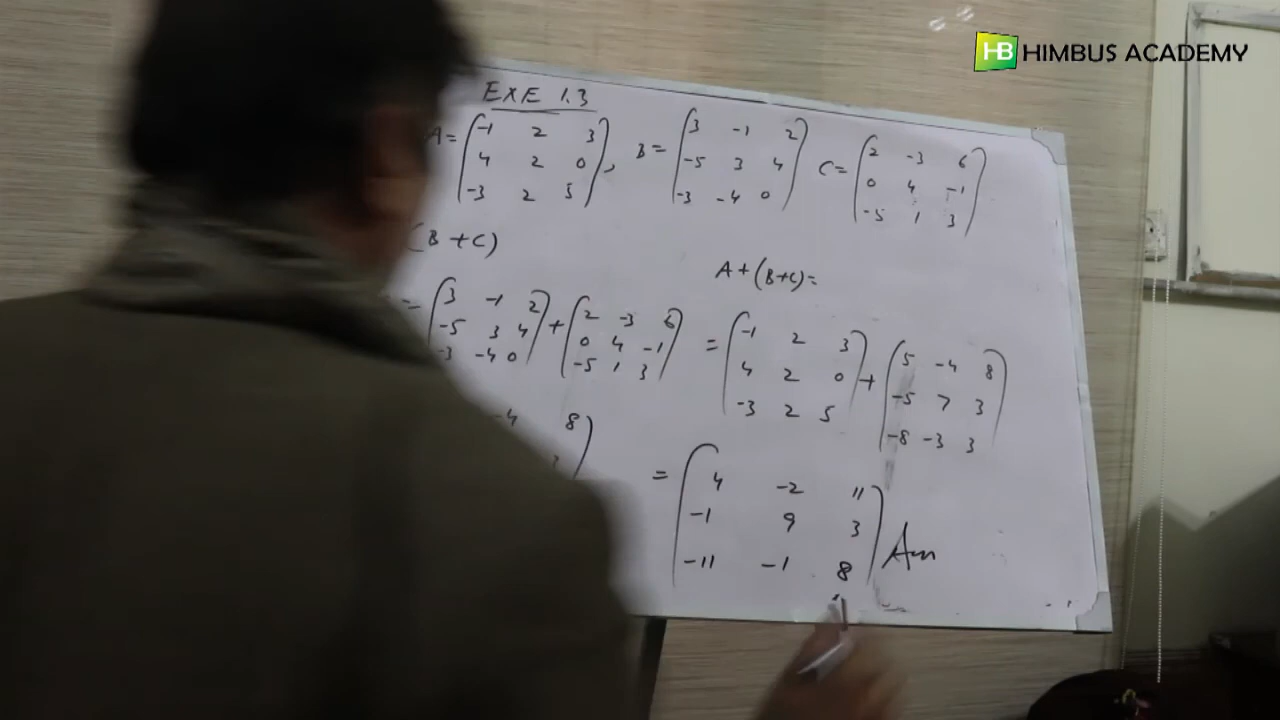 HB HIMBUS ACADEMY
EXE 1.3
A = (-1 2 3
4 2 0
-3 2 5),
B = (3 -1 2
-5 3 4
-3 -4 0)
C = (2 -3 6
0 4 -1
-5 1 3)
(B + C)
= (3 -1 2
-5 3 4
-3 -4 0) + (2 -3 6
0 4 -1
-5 1 3)
-4 8
A + (B+C) =
= (-1 2 3
4 2 0
-3 2 5) + (5 -4 8
-5 7 3
-8 -3 3)
= (4 -2 11
-1 9 3
-11 -1 8) Ans